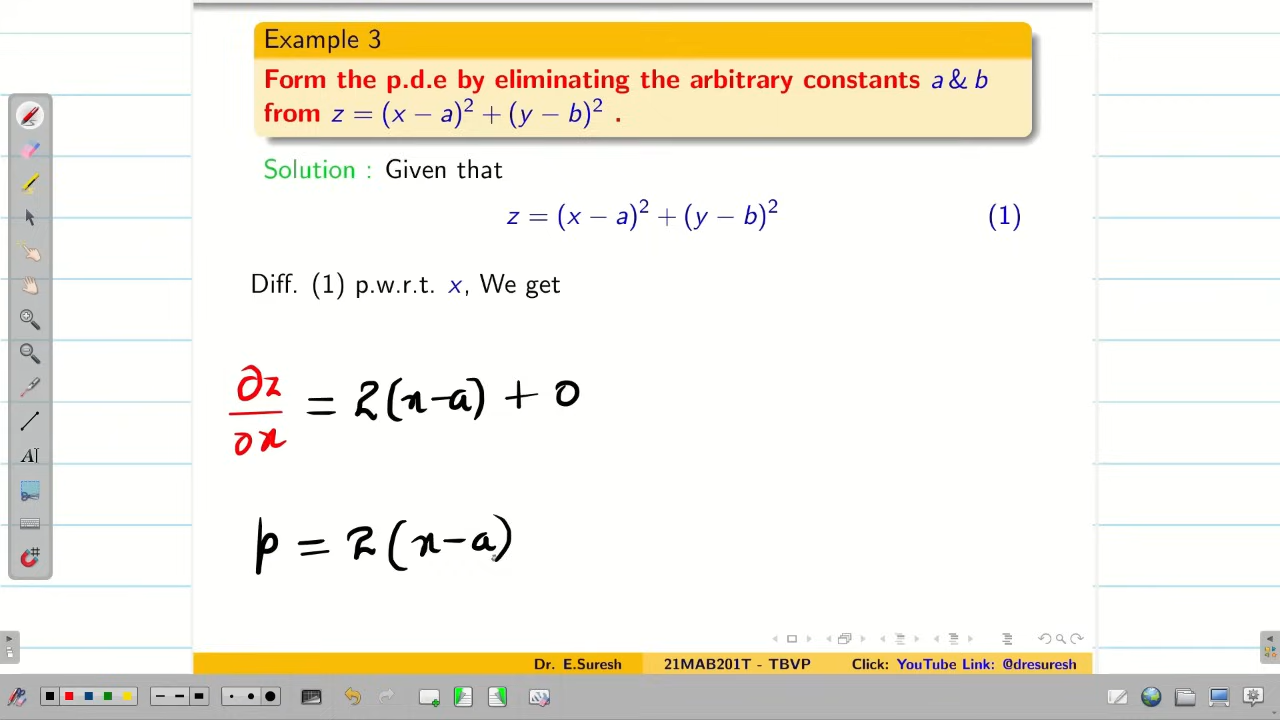 Example 3
Form the p.d.e by eliminating the arbitrary constants a & b
from z = (x − a)² + (y − b)² .
Solution : Given that
z = (x − a)² + (y − b)² (1)
Diff. (1) p.w.r.t. x, We get
∂z/∂x = 2(x-a) + 0
p = 2(x-a)
Dr. E.Suresh 21MAB201T - TBVP Click: YouTube Link: @dresuresh